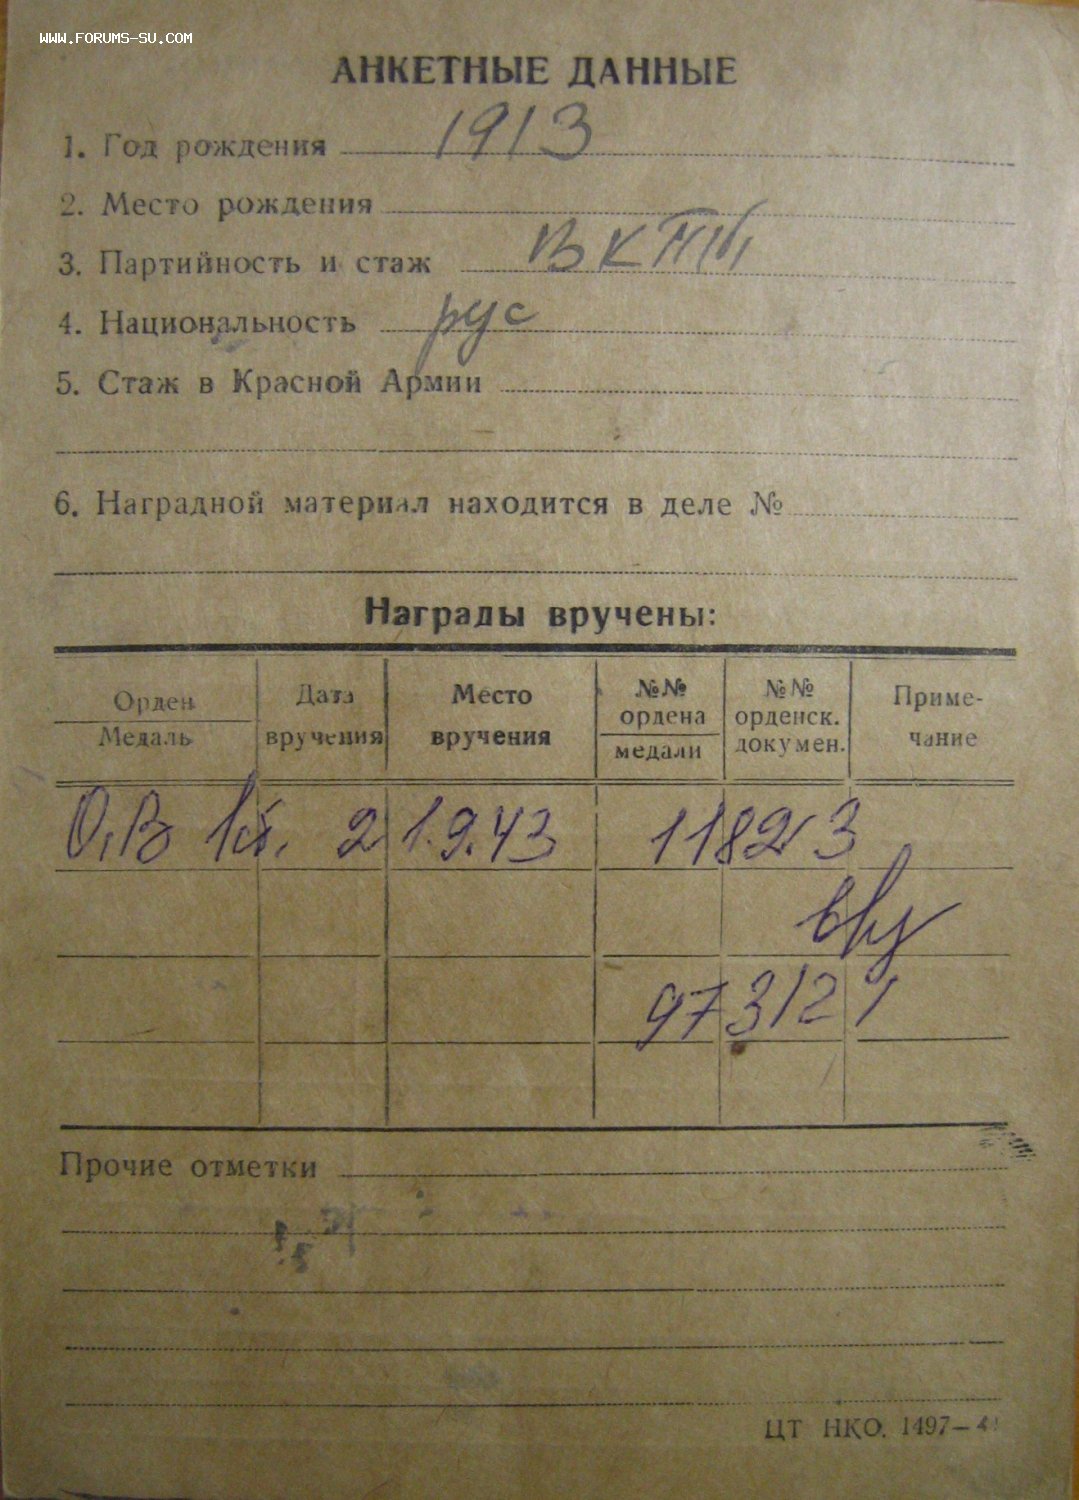 WWW.FORUMS-SU.COM
АНКЕТНЫЕ ДАННЫЕ
1. Год рождения 1913
2. Место рождения
3. Партийность и стаж ВКП(б)
4. Национальность рус
5. Стаж в Красной Армии
6. Наградной материал находится в деле №
Награды вручены:
Орден Медаль
Дата вручения
Место вручения
№№ ордена медали
№№ орденск. докумен.
Приме-чание
О.В 1ст. 21.9.43 11823
вку
973121
Прочие отметки
ЦТ НКО. 1497—